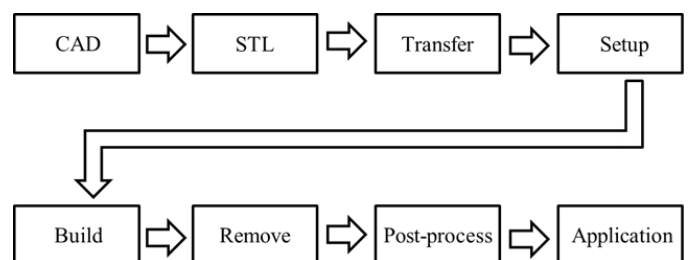 CAD
STL
Transfer
Setup
Build
Remove
Post-process
Application